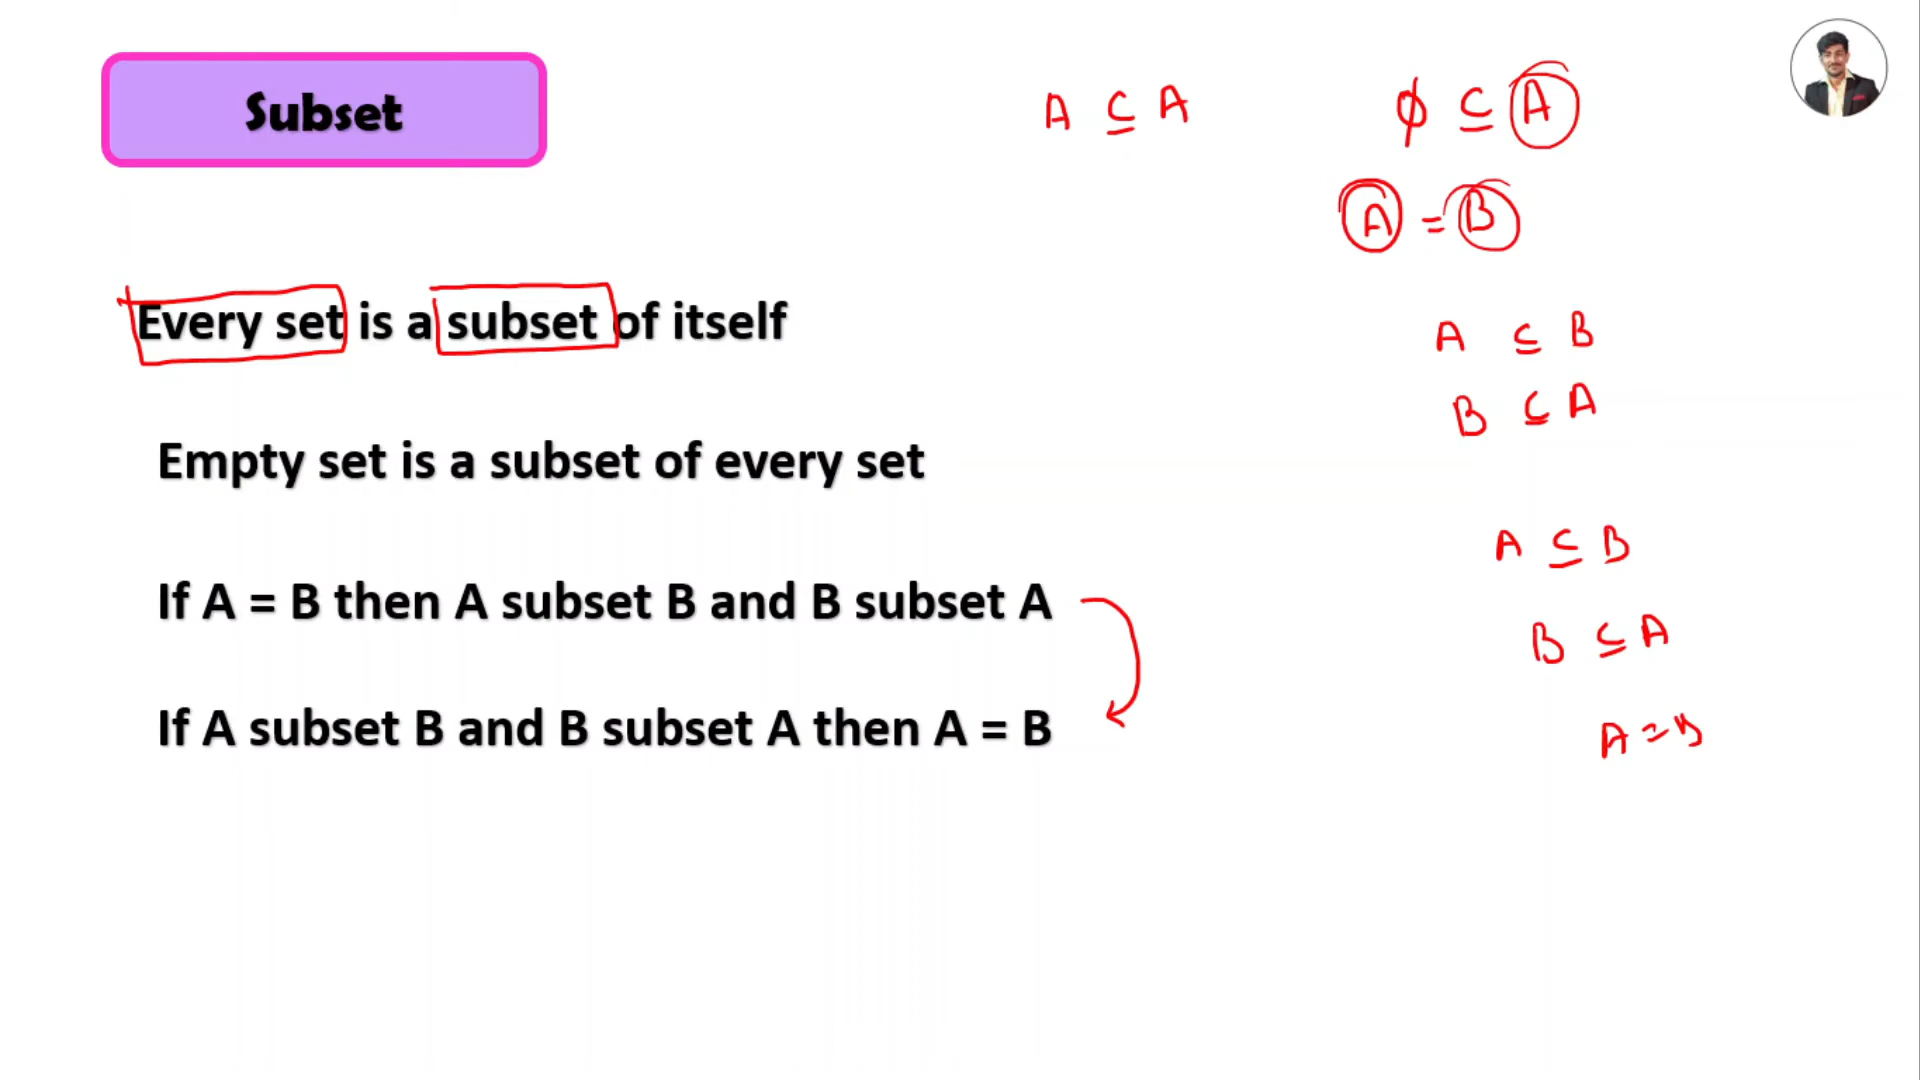 Subset
A ⊆ A
ϕ ⊆ A
A = B
Every set is a subset of itself
A ⊆ B
B ⊆ A
Empty set is a subset of every set
A ⊆ B
If A = B then A subset B and B subset A
B ⊆ A
If A subset B and B subset A then A = B
A = B